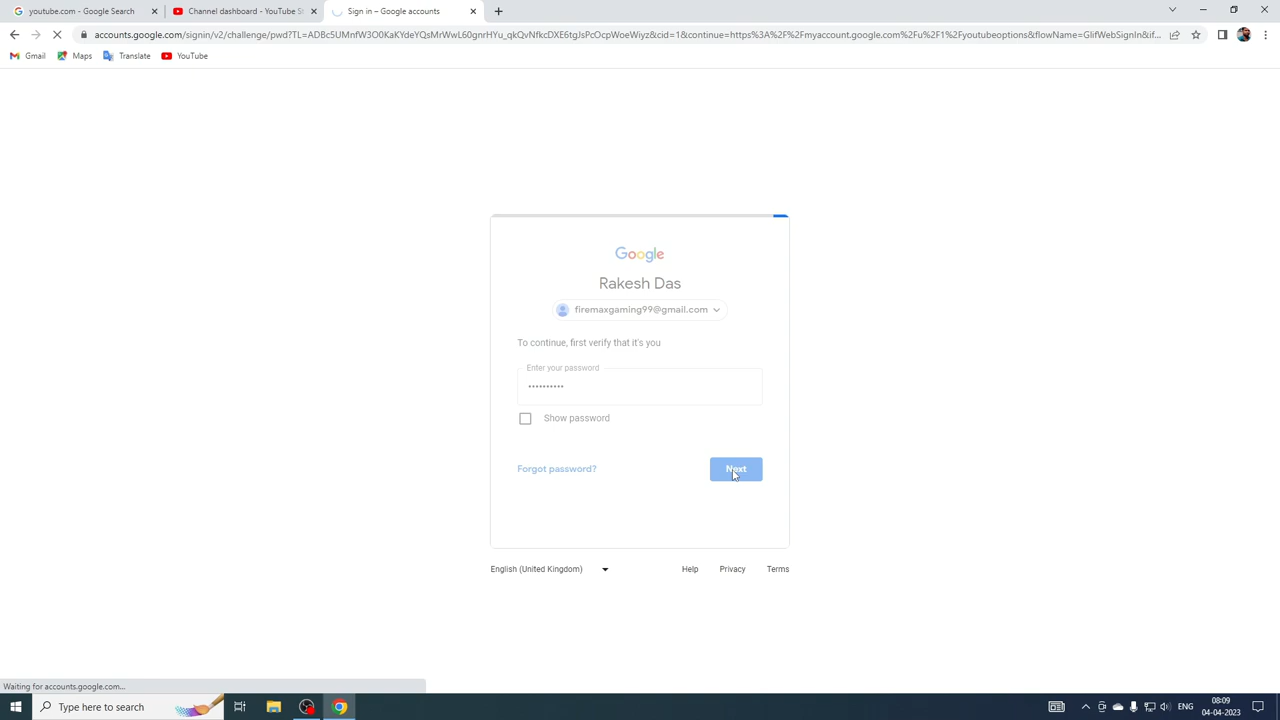 youtube.com - Google Search
Channel dashboard - YouTube St
Sign in – Google accounts
accounts.google.com/signin/v2/challenge/pwd?TL=ADBc5UMnfW3O0KaKYdeYQsMrWwL60gnrHYu_qkQvNfkcDXE6tgJsPcOcpWoeWiyz&cid=1&continue=https%3A%2F%2Fmyaccount.google.com%2Fu%2F1%2Fyoutubeoptions&flowName=GlifWebSignIn&if...
Gmail
Maps
Translate
YouTube
Google
Rakesh Das
firemaxgaming99@gmail.com
To continue, first verify that it's you
Enter your password
••••••••••
Show password
Forgot password?
Next
English (United Kingdom)
Help
Privacy
Terms
Waiting for accounts.google.com...
Type here to search
ENG
08:09
04-04-2023